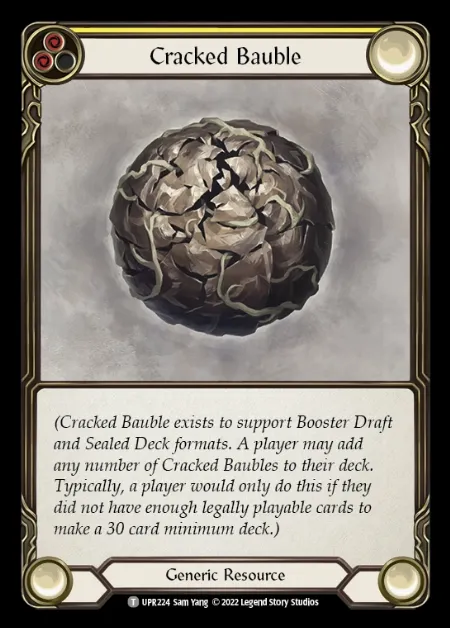 Cracked Bauble
(Cracked Bauble exists to support Booster Draft
and Sealed Deck formats. A player may add
any number of Cracked Baubles to their deck.
Typically, a player would only do this if they
did not have enough legally playable cards to
make a 30 card minimum deck.)
Generic Resource
T UPR224 Sam Yang © 2022 Legend Story Studios